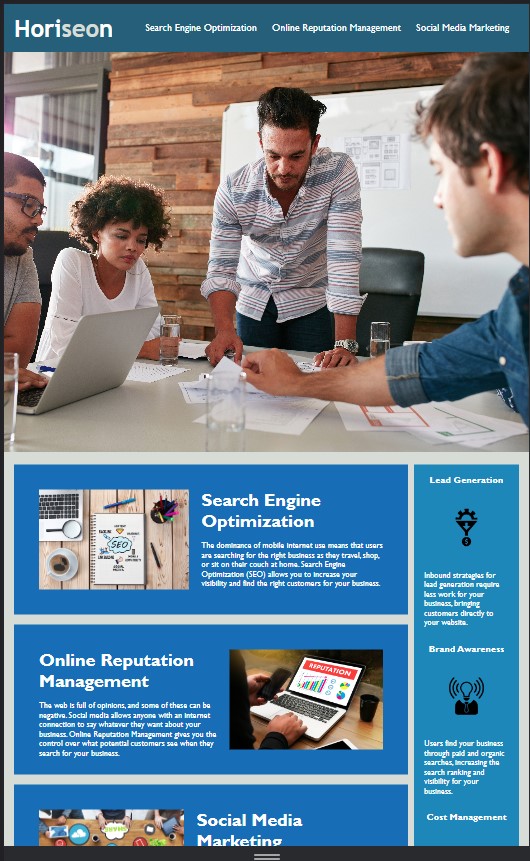 Horiseon
Search Engine Optimization Online Reputation Management Social Media Marketing
Search Engine
Optimization
The dominance of mobile internet use means that users
are searching for the right business as they travel, shop,
or sit on their couch at home. Search Engine
Optimization (SEO) allows you to increase your
visibility and find the right customers for your business.
SEO
Online Reputation
Management
The web is full of opinions, and some of these can be
negative. Social media allows anyone with an internet
connection to say whatever they want about your
business. Online Reputation Management gives you the
control over what potential customers see when they
search for your business.
REPUTATION
Social Media
Marketing
Lead Generation
Inbound strategies for
lead generation require
less work for your
business, bringing
customers directly to
your website.
Brand Awareness
Users find your business
through paid and organic
searches, increasing the
search ranking and
visibility for your
business.
Cost Management